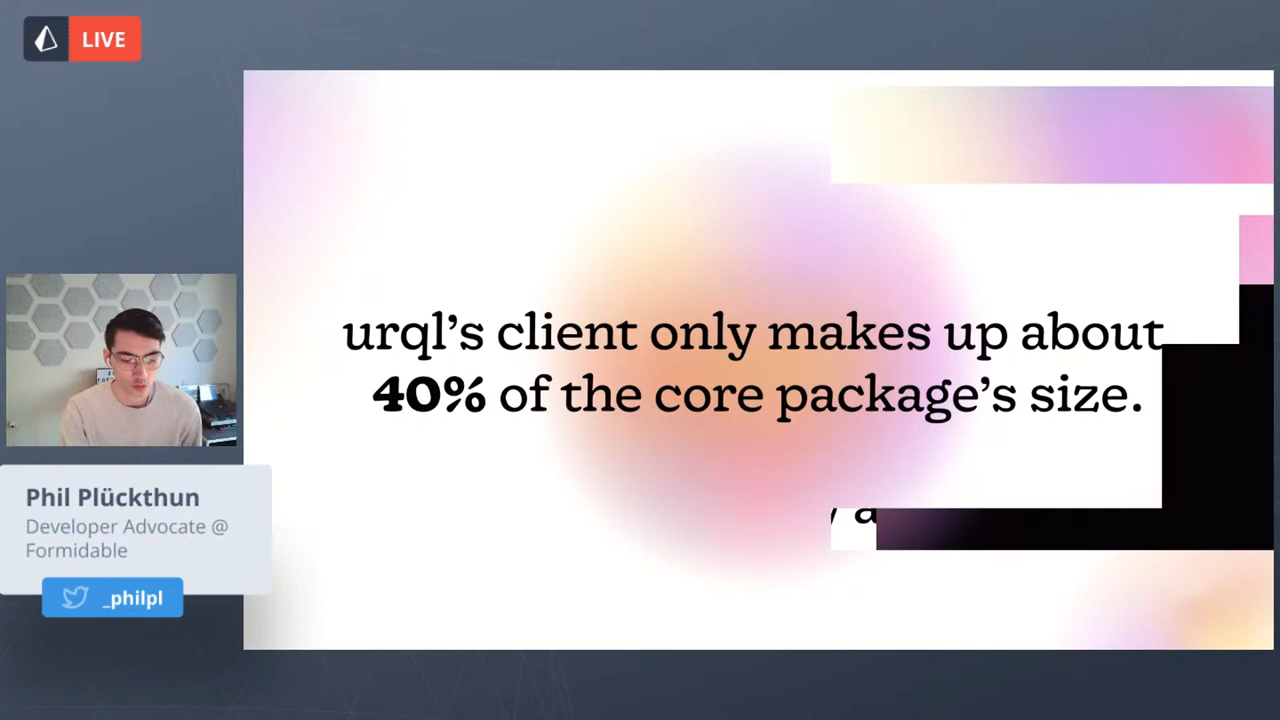 LIVE
urql’s client only makes up about
40% of the core package’s size.
Phil Plückthun
Developer Advocate @
Formidable
_philpl